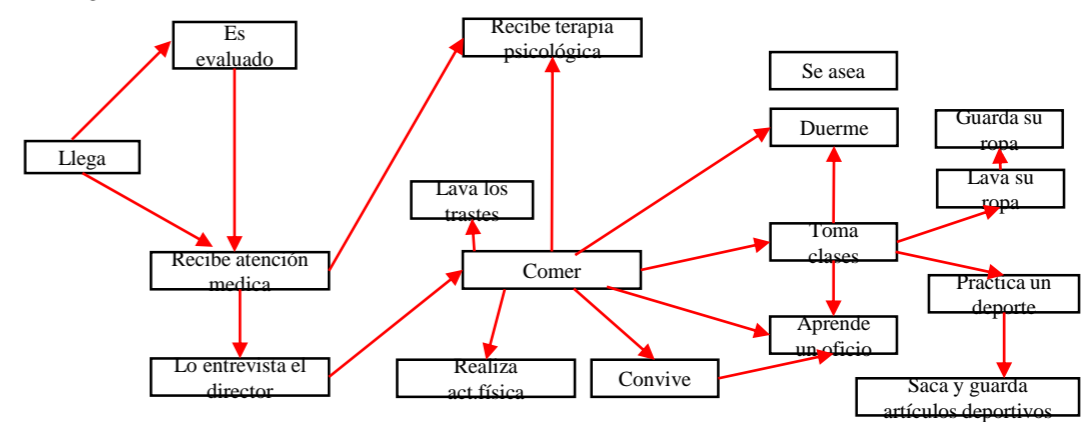 Es
evaluado
Recibe terapia
psicológica
Se asea
Duerme
Guarda su
ropa
Llega
Lava los
trastes
Lava su
ropa
Toma
clases
Recibe atención
medica
Comer
Practica un
deporte
Aprende
un oficio
Lo entrevista el
director
Realiza
act.física
Convive
Saca y guarda
artículos deportivos